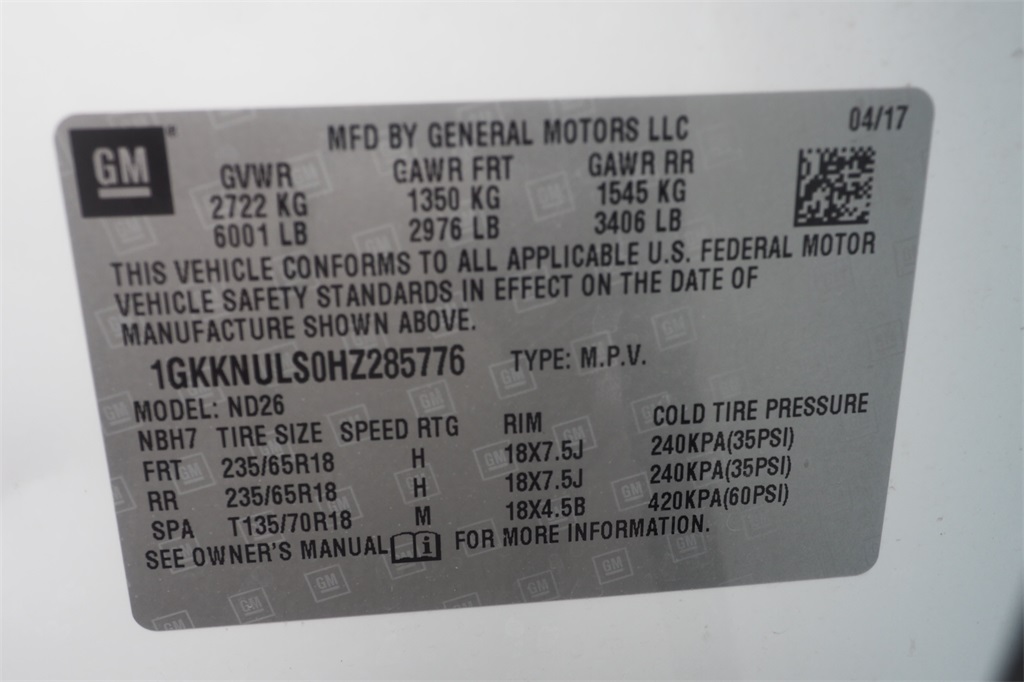 GM
MFD BY GENERAL MOTORS LLC 04/17
GVWR GAWR FRT GAWR RR
2722 KG 1350 KG 1545 KG
6001 LB 2976 LB 3406 LB
THIS VEHICLE CONFORMS TO ALL APPLICABLE U.S. FEDERAL MOTOR
VEHICLE SAFETY STANDARDS IN EFFECT ON THE DATE OF
MANUFACTURE SHOWN ABOVE.
1GKKNULS0HZ285776 TYPE: M.P.V.
MODEL: ND26
NBH7 TIRE SIZE SPEED RTG RIM COLD TIRE PRESSURE
FRT 235/65R18 H 18X7.5J 240KPA(35PSI)
RR 235/65R18 H 18X7.5J 240KPA(35PSI)
SPA T135/70R18 M 18X4.5B 420KPA(60PSI)
SEE OWNER'S MANUAL i FOR MORE INFORMATION.